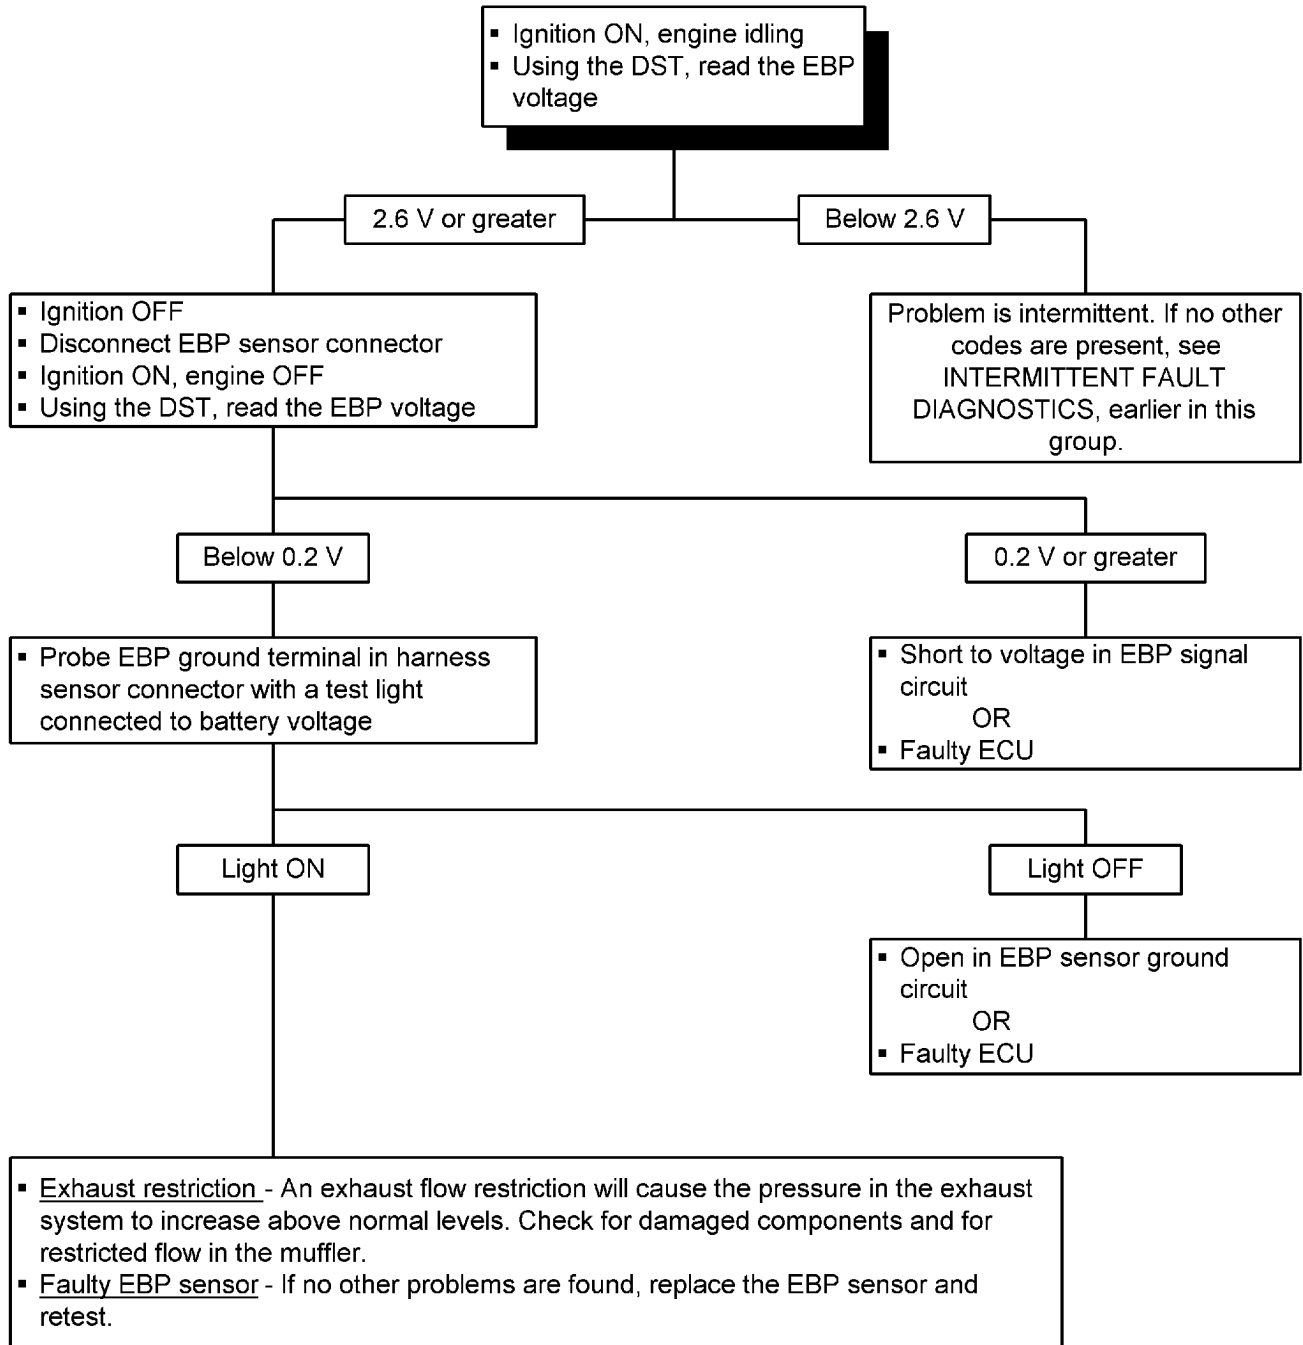 ▪ Ignition ON, engine idling
▪ Using the DST, read the EBP
voltage
2.6 V or greater
Below 2.6 V
▪ Ignition OFF
▪ Disconnect EBP sensor connector
▪ Ignition ON, engine OFF
▪ Using the DST, read the EBP voltage
Problem is intermittent. If no other
codes are present, see
INTERMITTENT FAULT
DIAGNOSTICS, earlier in this
group.
Below 0.2 V
0.2 V or greater
▪ Probe EBP ground terminal in harness
sensor connector with a test light
connected to battery voltage
▪ Short to voltage in EBP signal
circuit
OR
▪ Faulty ECU
Light ON
Light OFF
▪ Open in EBP sensor ground
circuit
OR
▪ Faulty ECU
▪ Exhaust restriction - An exhaust flow restriction will cause the pressure in the exhaust
system to increase above normal levels. Check for damaged components and for
restricted flow in the muffler.
▪ Faulty EBP sensor - If no other problems are found, replace the EBP sensor and
retest.